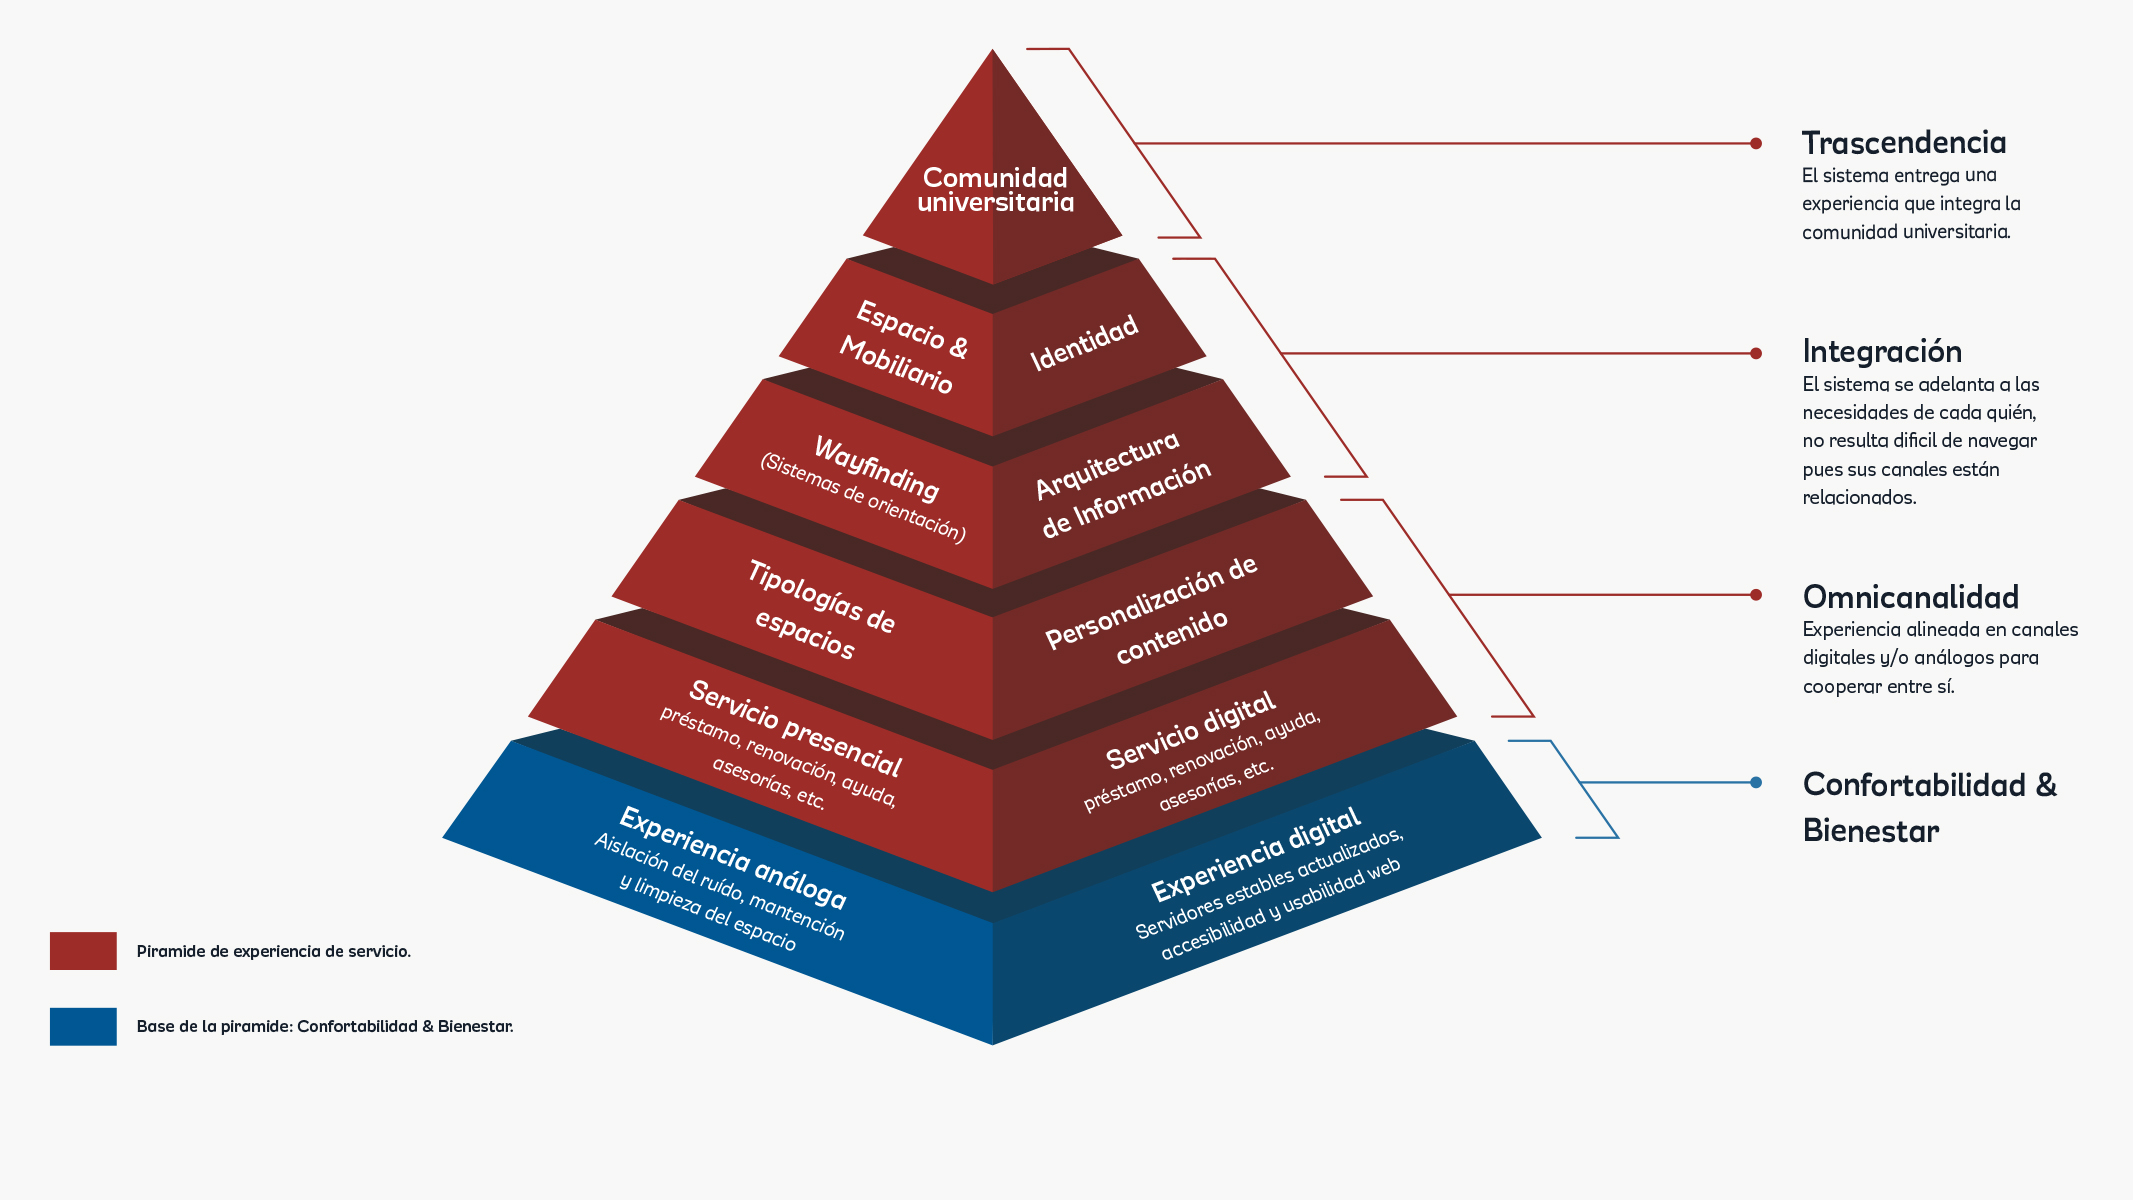 Comunidad
universitaria
Espacio &
Mobiliario
Identidad
Wayfinding
(Sistemas de orientación)
Arquitectura
de Información
Tipologías de
espacios
Personalización de
contenido
Servicio presencial
préstamo, renovación, ayuda,
asesorías, etc.
Servicio digital
préstamo, renovación, ayuda,
asesorías, etc.
Experiencia análoga
Aislación del ruído, mantención
y limpieza del espacio
Experiencia digital
Servidores estables actualizados,
accesibilidad y usabilidad web
Trascendencia
El sistema entrega una
experiencia que integra la
comunidad universitaria.
Integración
El sistema se adelanta a las
necesidades de cada quién,
no resulta dificil de navegar
pues sus canales están
relacionados.
Omnicanalidad
Experiencia alineada en canales
digitales y/o análogos para
cooperar entre sí.
Confortabilidad &
Bienestar
Piramide de experiencia de servicio.
Base de la piramide: Confortabilidad & Bienestar.